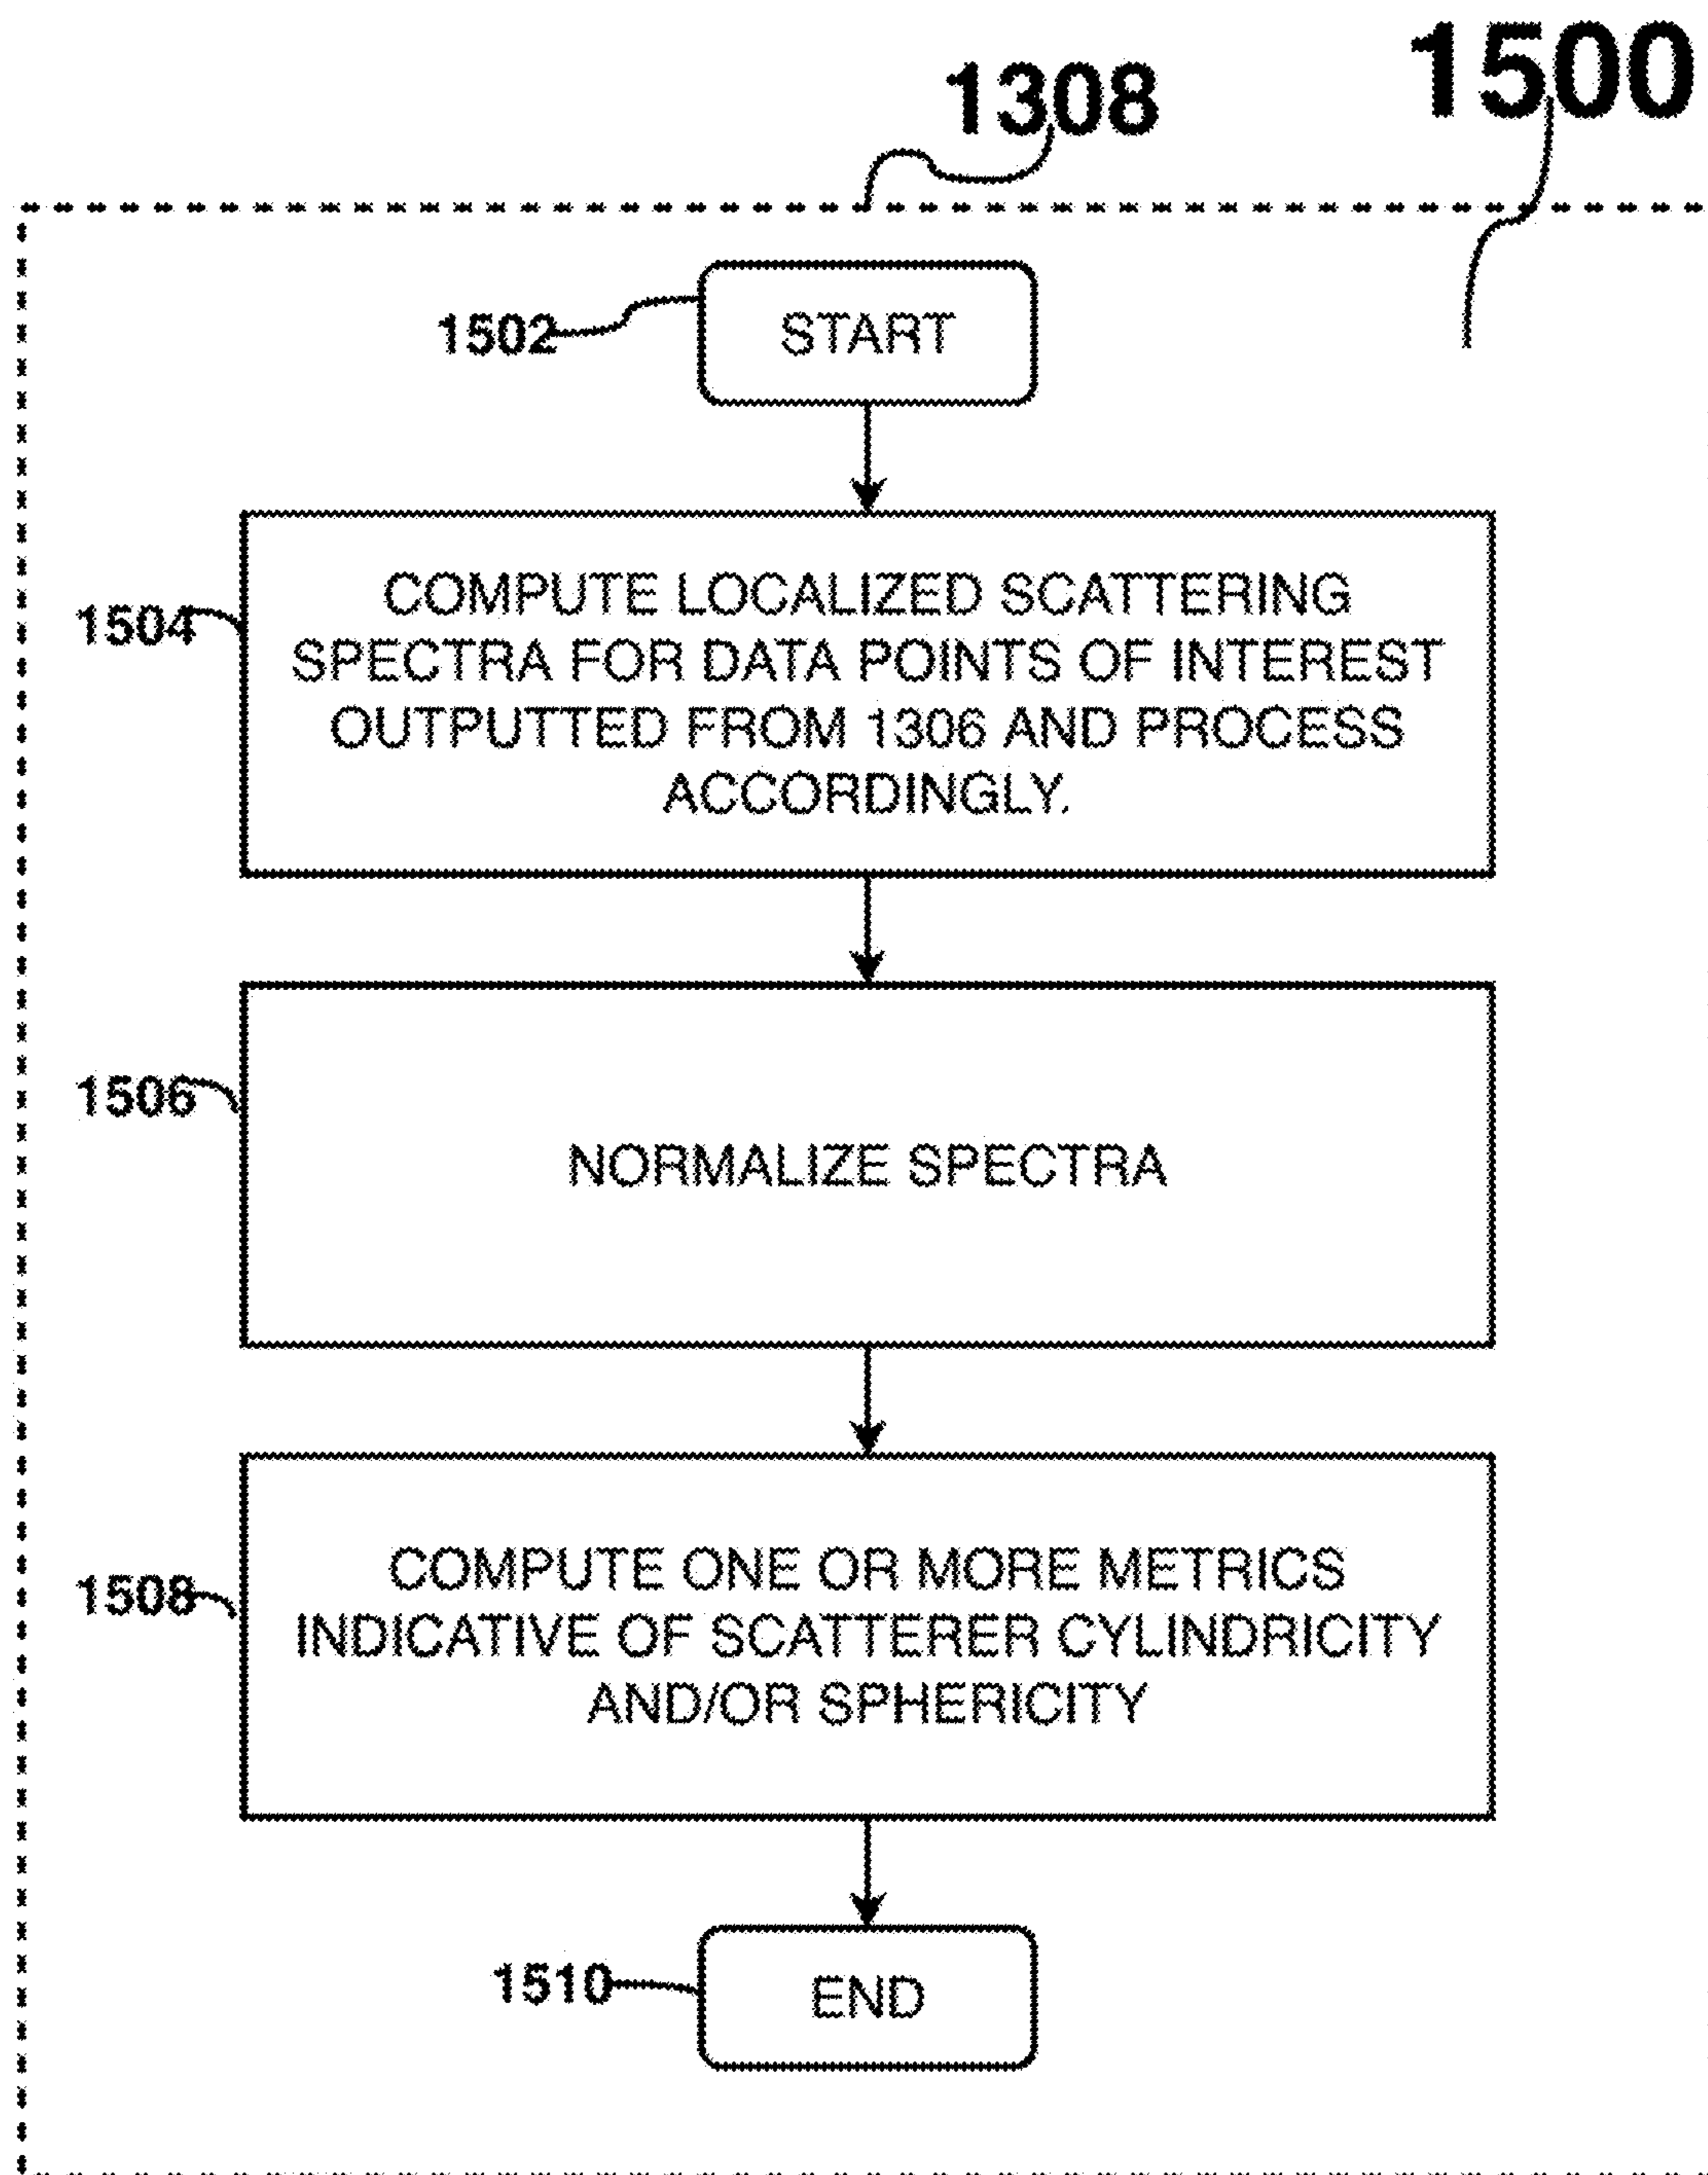 1500
1308
1502
START
1504
COMPUTE LOCALIZED SCATTERING
SPECTRA FOR DATA POINTS OF INTEREST
OUTPUTTED FROM 1306 AND PROCESS
ACCORDINGLY.
1506
NORMALIZE SPECTRA
1508
COMPUTE ONE OR MORE METRICS
INDICATIVE OF SCATTERER CYLINDRICITY
AND/OR SPHERICITY
1510
END